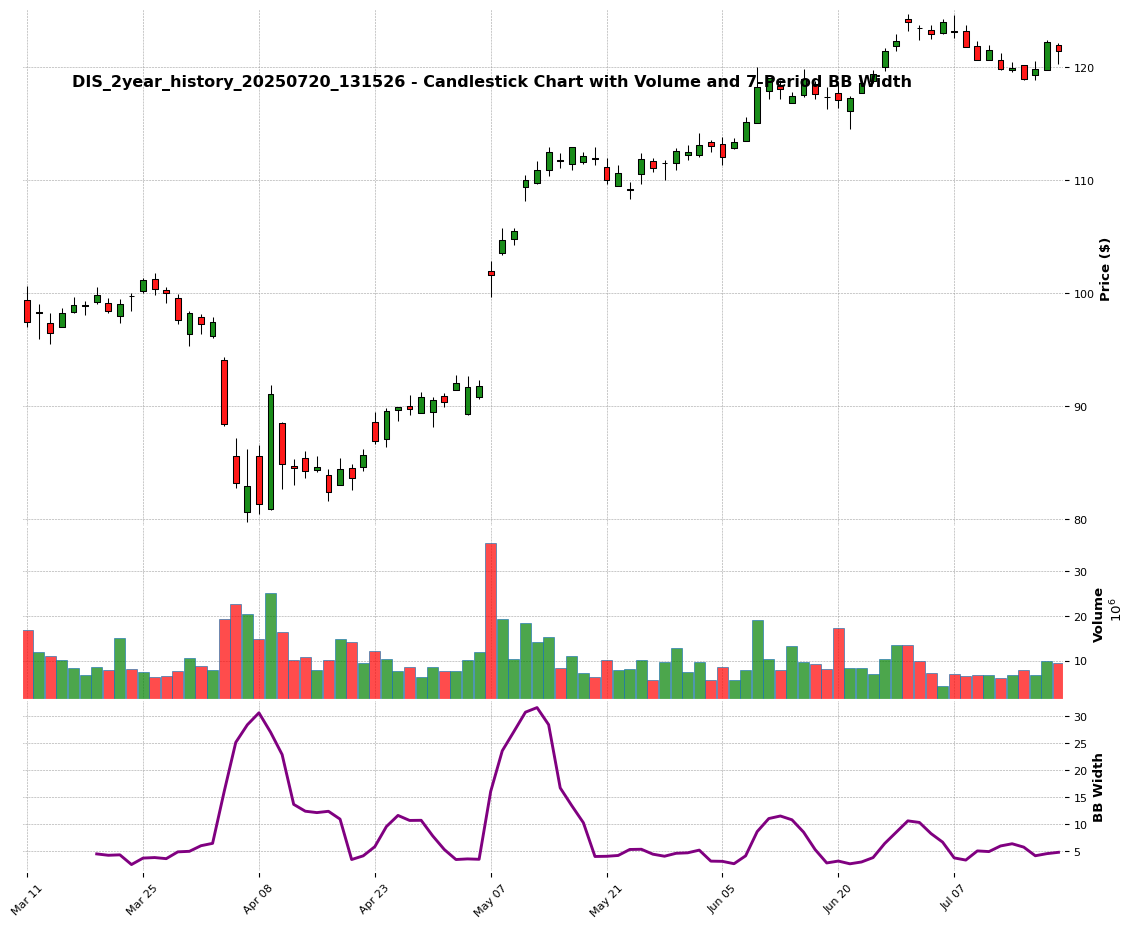 DIS_2year_history_20250720_131526 - Candlestick Chart with Volume and 7-Period BB Width
120
110
100
90
80
Price ($)
30
20
10
Volume
10^6
30
25
20
15
10
5
BB Width
Mar 11
Mar 25
Apr 08
Apr 23
May 07
May 21
Jun 05
Jun 20
Jul 07